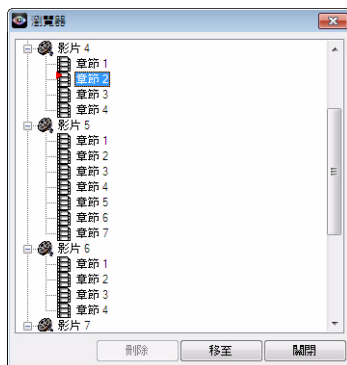 瀏覽器
影片 4
章節 1
章節 2
章節 3
章節 4
影片 5
章節 1
章節 2
章節 3
章節 4
章節 5
章節 6
章節 7
影片 6
章節 1
章節 2
章節 3
章節 4
影片 7
刪除 移至 關閉